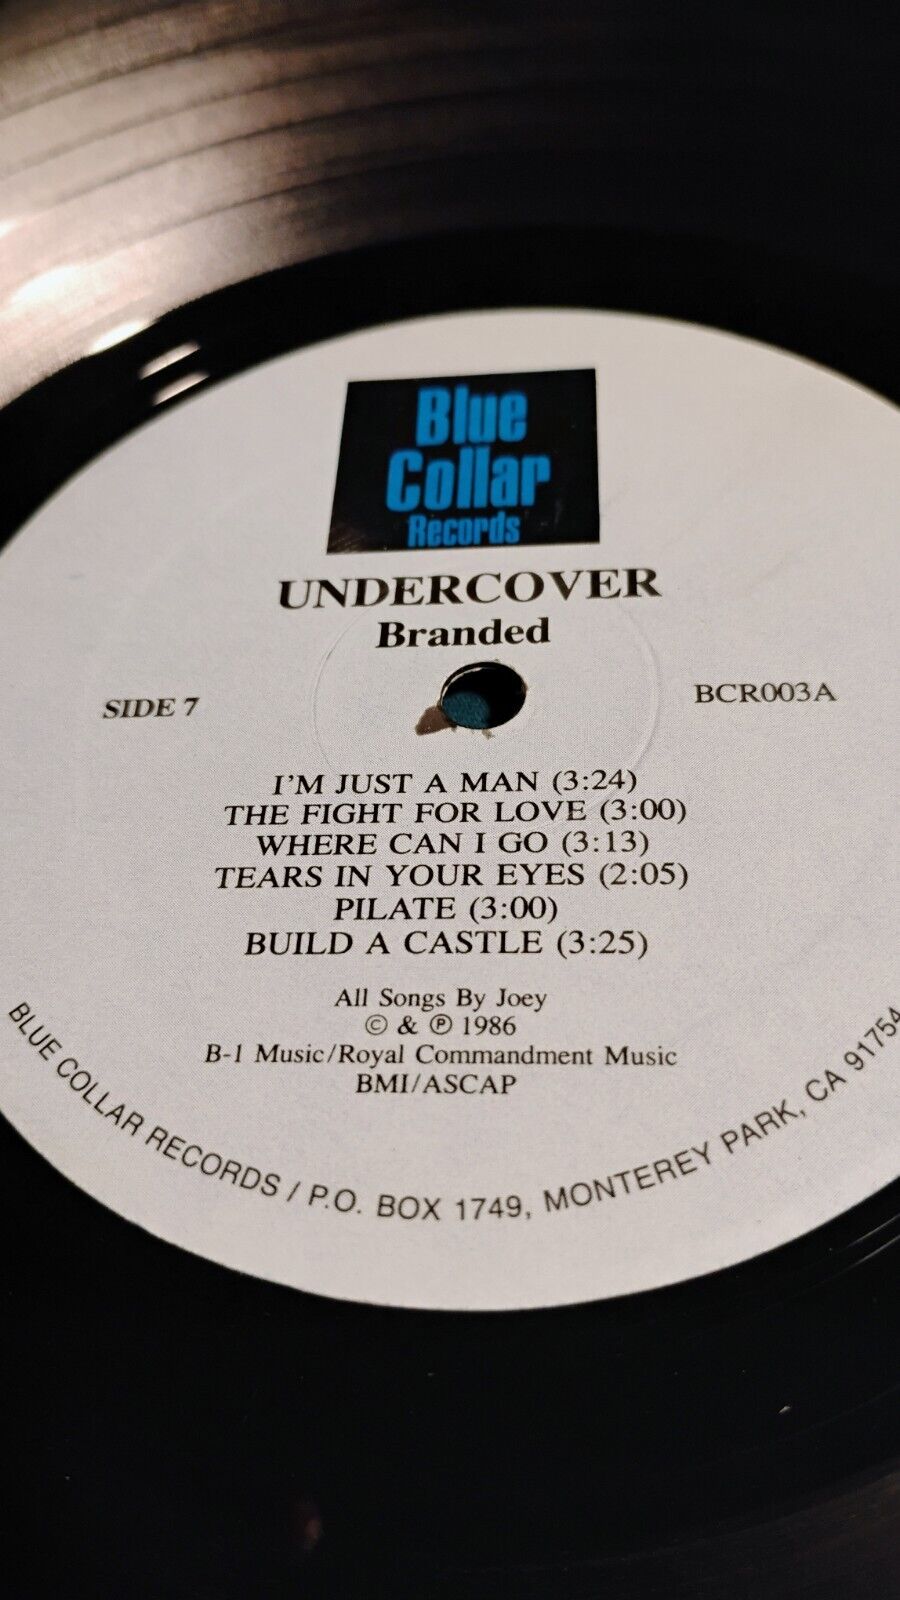 Blue
Collar
Records
UNDERCOVER
Branded
SIDE 7
BCR003A
I'M JUST A MAN (3:24)
THE FIGHT FOR LOVE (3:00)
WHERE CAN I GO (3:13)
TEARS IN YOUR EYES (2:05)
PILATE (3:00)
BUILD A CASTLE (3:25)
All Songs By Joey
© & ℗ 1986
B-1 Music/Royal Commandment Music
BMI/ASCAP
BLUE COLLAR RECORDS / P.O. BOX 1749, MONTEREY PARK, CA 91754